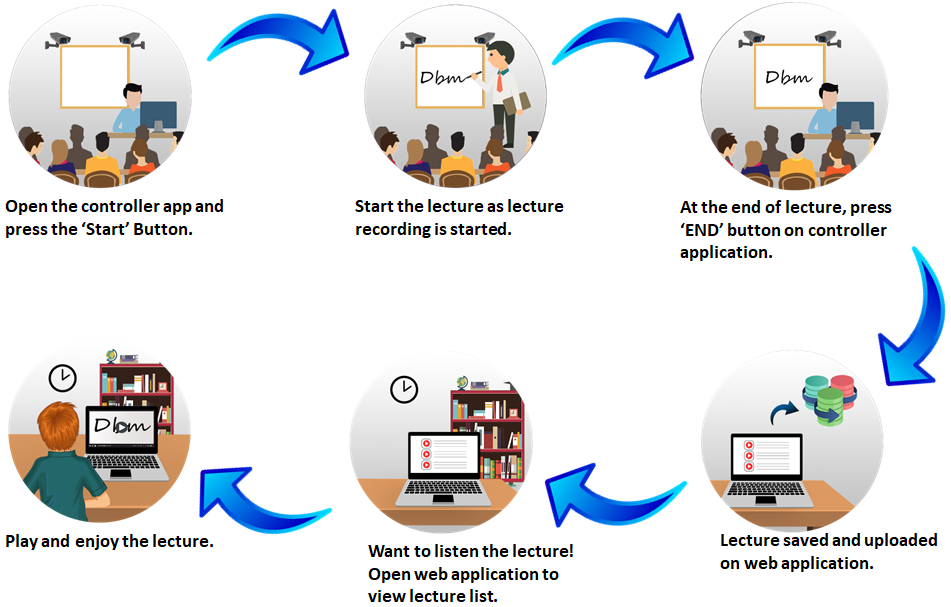 Dbm
Dbm
Open the controller app and
press the ‘Start’ Button.
Start the lecture as lecture
recording is started.
At the end of lecture, press
‘END’ button on controller
application.
Dbm
Play and enjoy the lecture.
Want to listen the lecture!
Open web application to
view lecture list.
Lecture saved and uploaded
on web application.